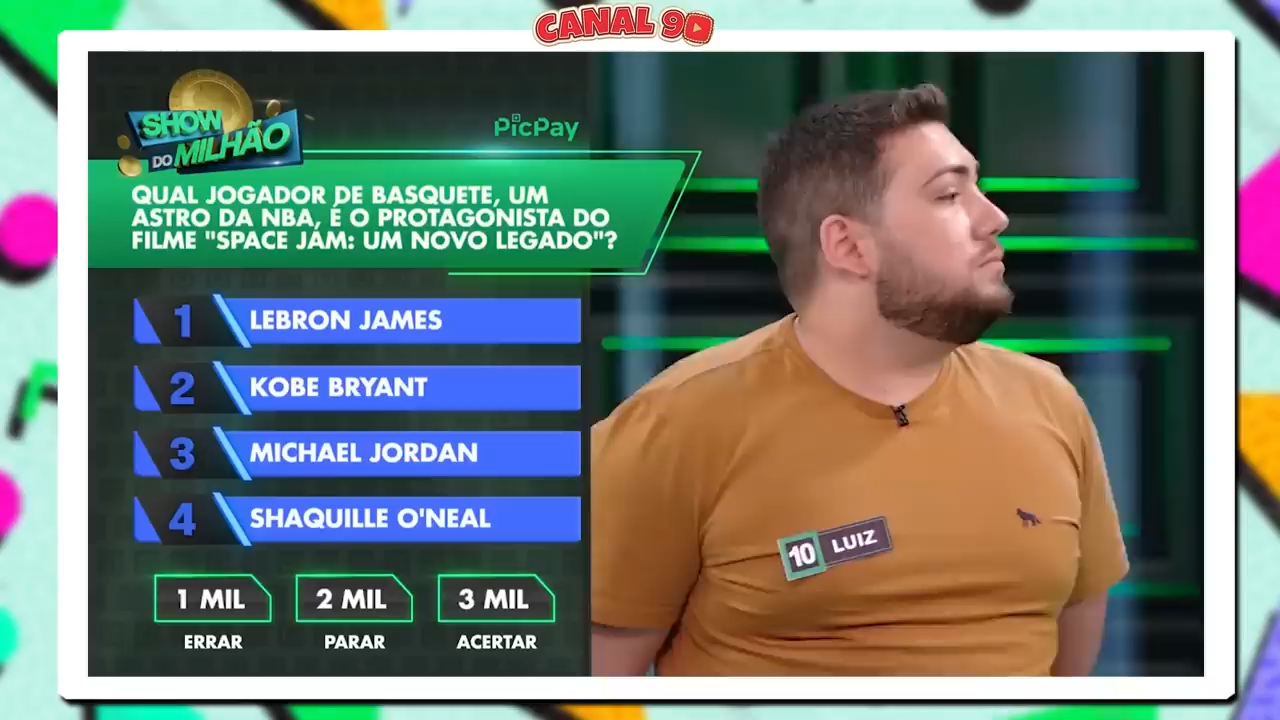 CANAL 90
SHOW
DO MILHÃO
PicPay
QUAL JOGADOR DE BASQUETE, UM
ASTRO DA NBA, É O PROTAGONISTA DO
FILME "SPACE JAM: UM NOVO LEGADO"?
1 LEBRON JAMES
2 KOBE BRYANT
3 MICHAEL JORDAN
4 SHAQUILLE O'NEAL
1 MIL 2 MIL 3 MIL
ERRAR PARAR ACERTAR
10 LUIZ